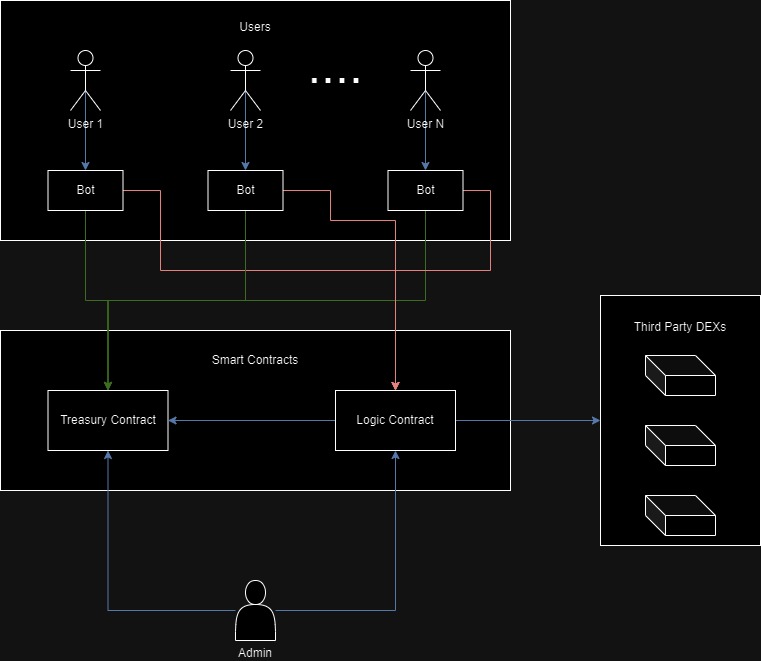 Users
User 1
User 2
User N
Bot
Bot
Bot
Third Party DEXs
Smart Contracts
Treasury Contract
Logic Contract
Admin